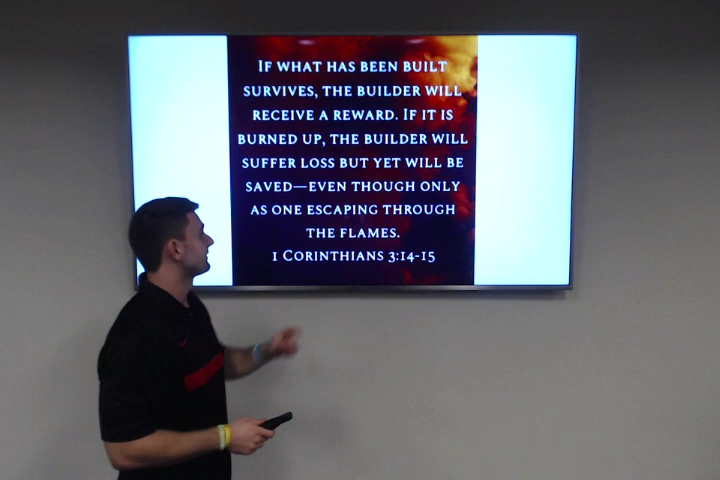 If what has been built
survives, the builder will
receive a reward. If it is
burned up, the builder will
suffer loss but yet will be
saved—even though only
as one escaping through
the flames.
1 Corinthians 3:14-15